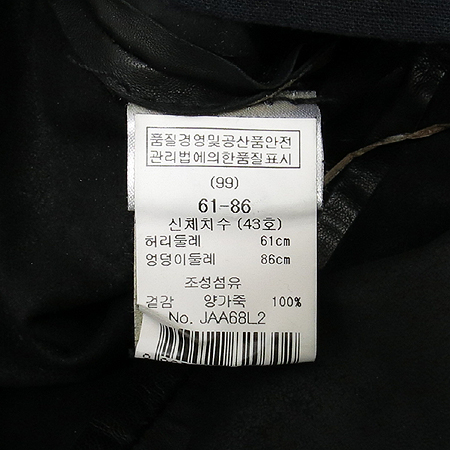 품질경영및공산품안전
관리법에의한품질표시
(99)
61-86
신체치수 (43호)
허리둘레 61cm
엉덩이둘레 86cm
조성섬유
겉감 양가죽 100%
No. JAA68L2